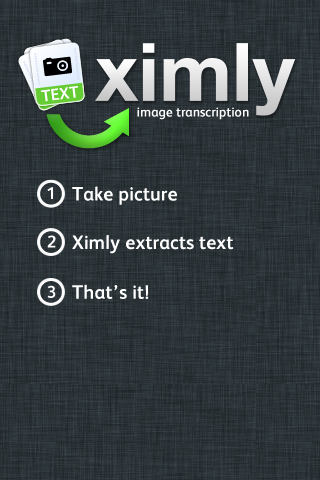 TEXT
ximly
image transcription
1 Take picture
2 Ximly extracts text
3 That's it!